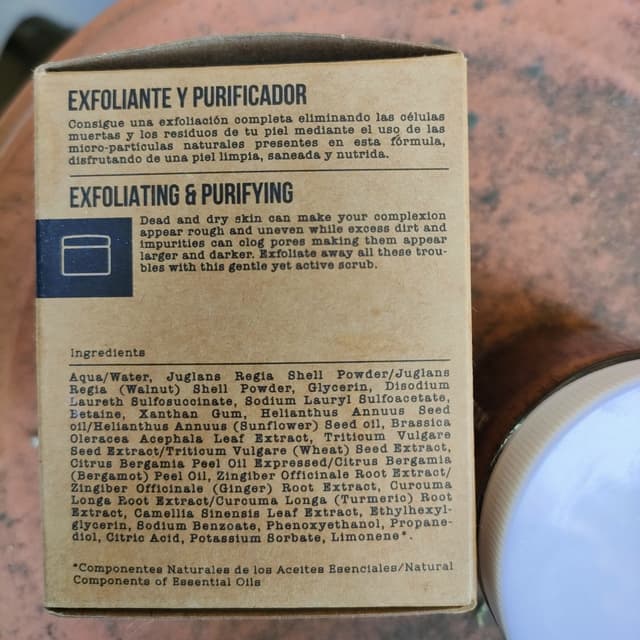 EXFOLIANTE Y PURIFICADOR
Consigue una exfoliación completa eliminando las células
muertas y los residuos de tu piel mediante el uso de las
micro-partículas naturales presentes en esta fórmula,
disfrutando de una piel limpia, saneada y nutrida.
EXFOLIATING & PURIFYING
Dead and dry skin can make your complexion
appear rough and uneven while excess dirt and
impurities can clog pores making them appear
larger and darker. Exfoliate away all these trou-
bles with this gentle yet active scrub.
Ingredients
Aqua/Water, Juglans Regia Shell Powder/Juglans
Regia (Walnut) Shell Powder, Glycerin, Disodium
Laureth Sulfosuccinate, Sodium Lauryl Sulfoacetate,
Betaine, Xanthan Gum, Helianthus Annuus Seed
oil/Helianthus Annuus (Sunflower) Seed oil, Brassica
Oleracea Acephala Leaf Extract, Triticum Vulgare
Seed Extract/Triticum Vulgare (Wheat) Seed Extract,
Citrus Bergamia Peel Oil Expressed/Citrus Bergamia
(Bergamot) Peel Oil, Zingiber Officinale Root Extract/
Zingiber Officinale (Ginger) Root Extract, Curcuma
Longa Root Extract/Curcuma Longa (Turmeric) Root
Extract, Camellia Sinensis Leaf Extract, Ethylhexyl-
glycerin, Sodium Benzoate, Phenoxyethanol, Propane-
diol, Citric Acid, Potassium Sorbate, Limonene*.
*Componentes Naturales de los Aceites Esenciales/Natural
Components of Essential Oils